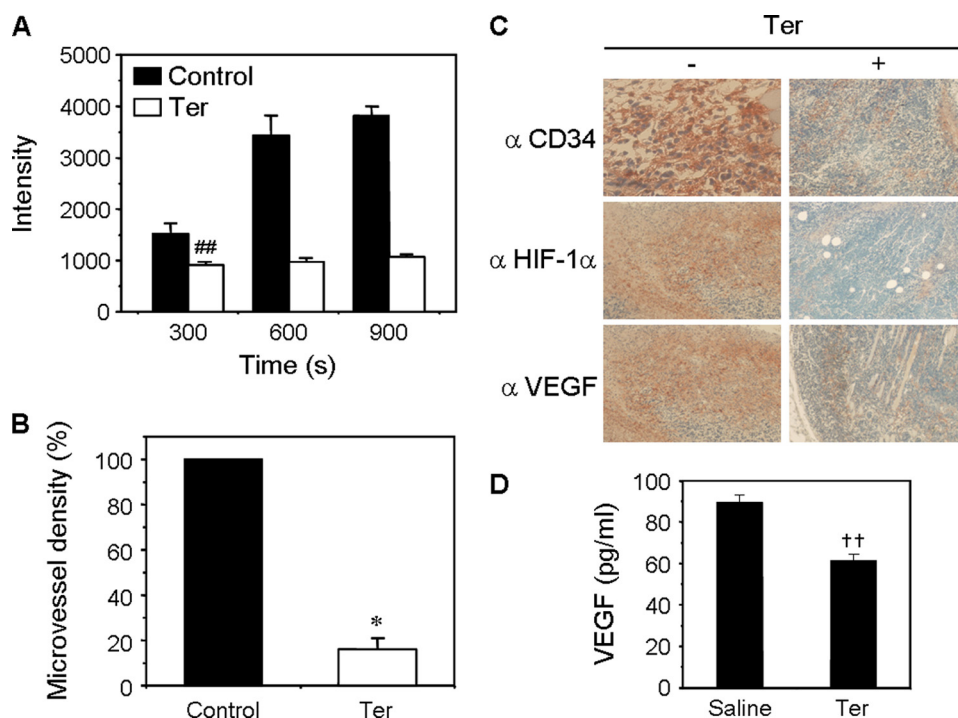 A
5000
4000
3000
2000
1000
0
Intensity
Control
Ter
##
300 600 900
Time (s)
B
100
80
60
40
20
0
Microvessel density (%)
*
Control Ter
C
Ter
- +
α CD34
α HIF-1α
α VEGF
D
100
80
60
80
20
0
VEGF (pg/ml)
††
Saline Ter